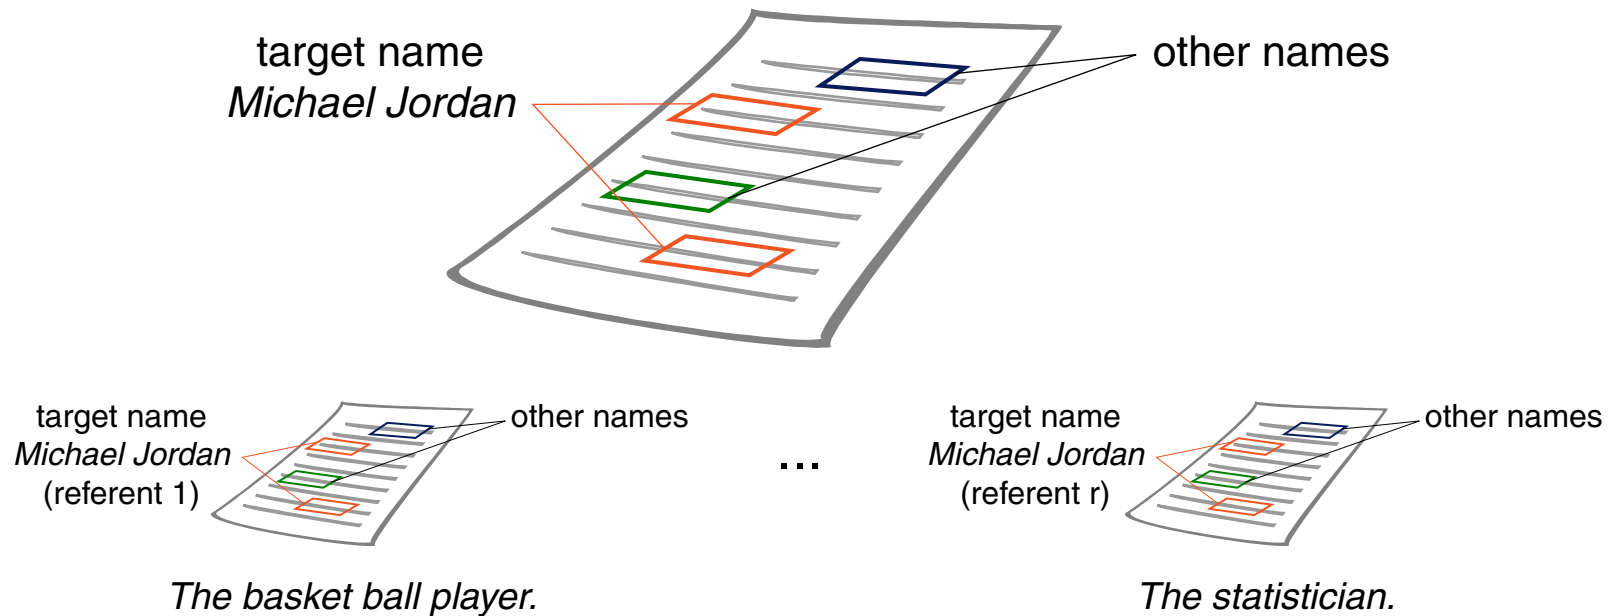 target name
Michael Jordan
other names
target name
Michael Jordan
(referent 1)
other names
...
target name
Michael Jordan
(referent r)
other names
The basket ball player.
The statistician.